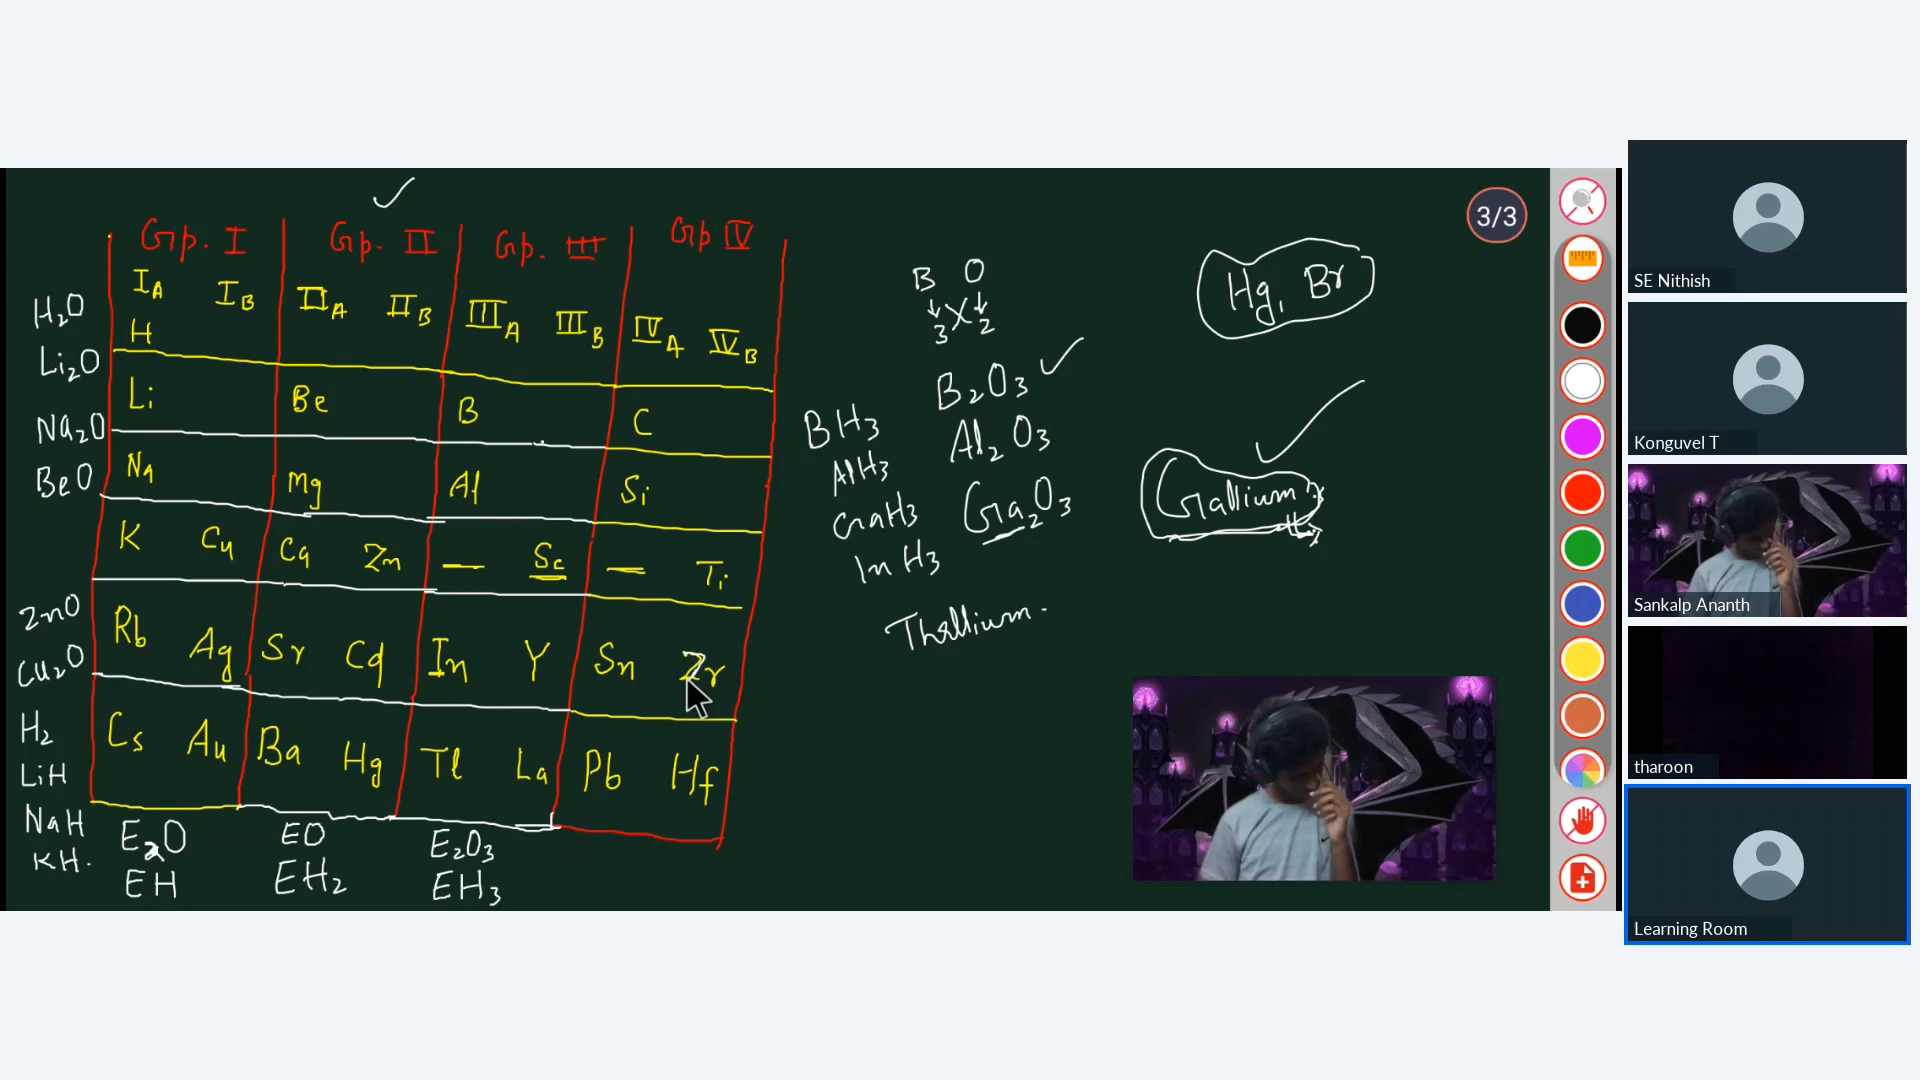 Gp. I Gp. II Gp. III Gp IV
IA IB IIA IIB IIIA IIIB IVA IVB
H
Li Be B C
Na Mg Al Si
K Cu Ca Zn — Sc — Ti
Rb Ag Sr Cd In Y Sn Zr
Cs Au Ba Hg Tl La Pb Hf
E2O EO E2O3
EH EH2 EH3
H2O
Li2O
Na2O
BeO
ZnO
Cu2O
H2
LiH
NaH
KH.
B O
3 2
B2O3
Al2O3
Ga2O3
BH3
AlH3
GaH3
InH3
Thallium.
Hg, Br
Gallium
3/3
SE Nithish
Konguvel T
Sankalp Ananth
tharoon
Learning Room